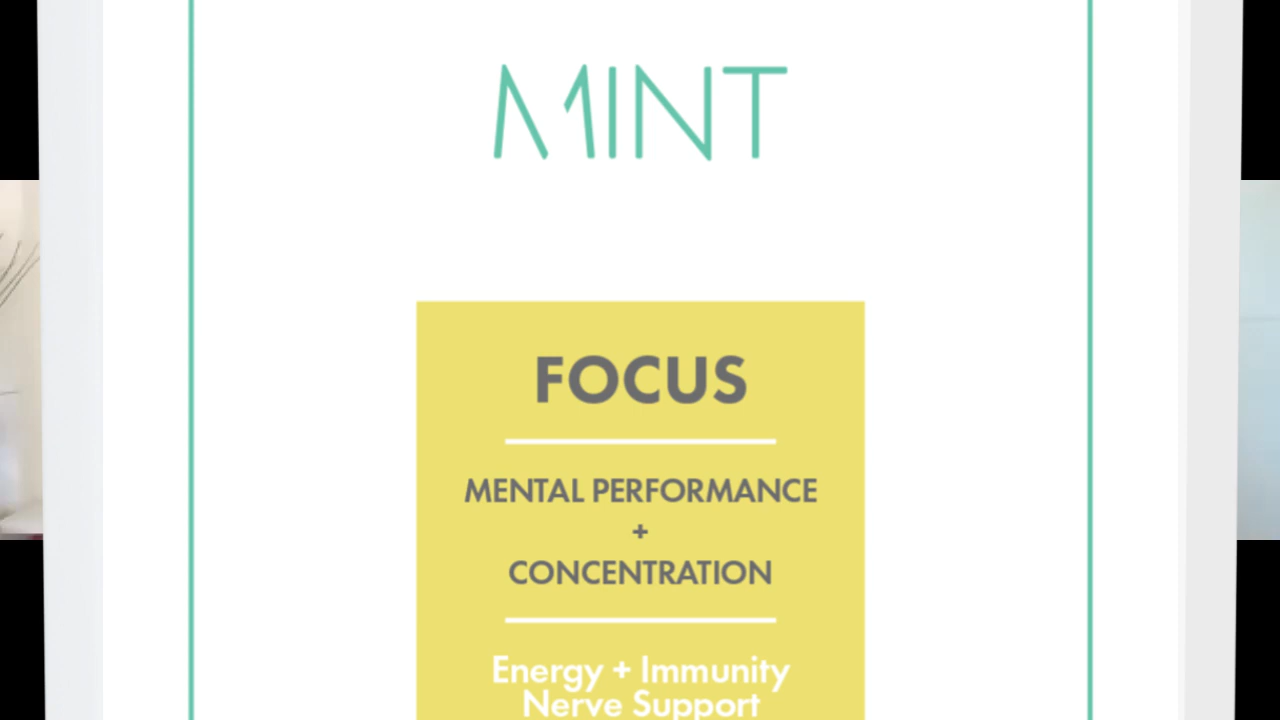 MINT
FOCUS
MENTAL PERFORMANCE
+
CONCENTRATION
Energy + Immunity
Nerve Support